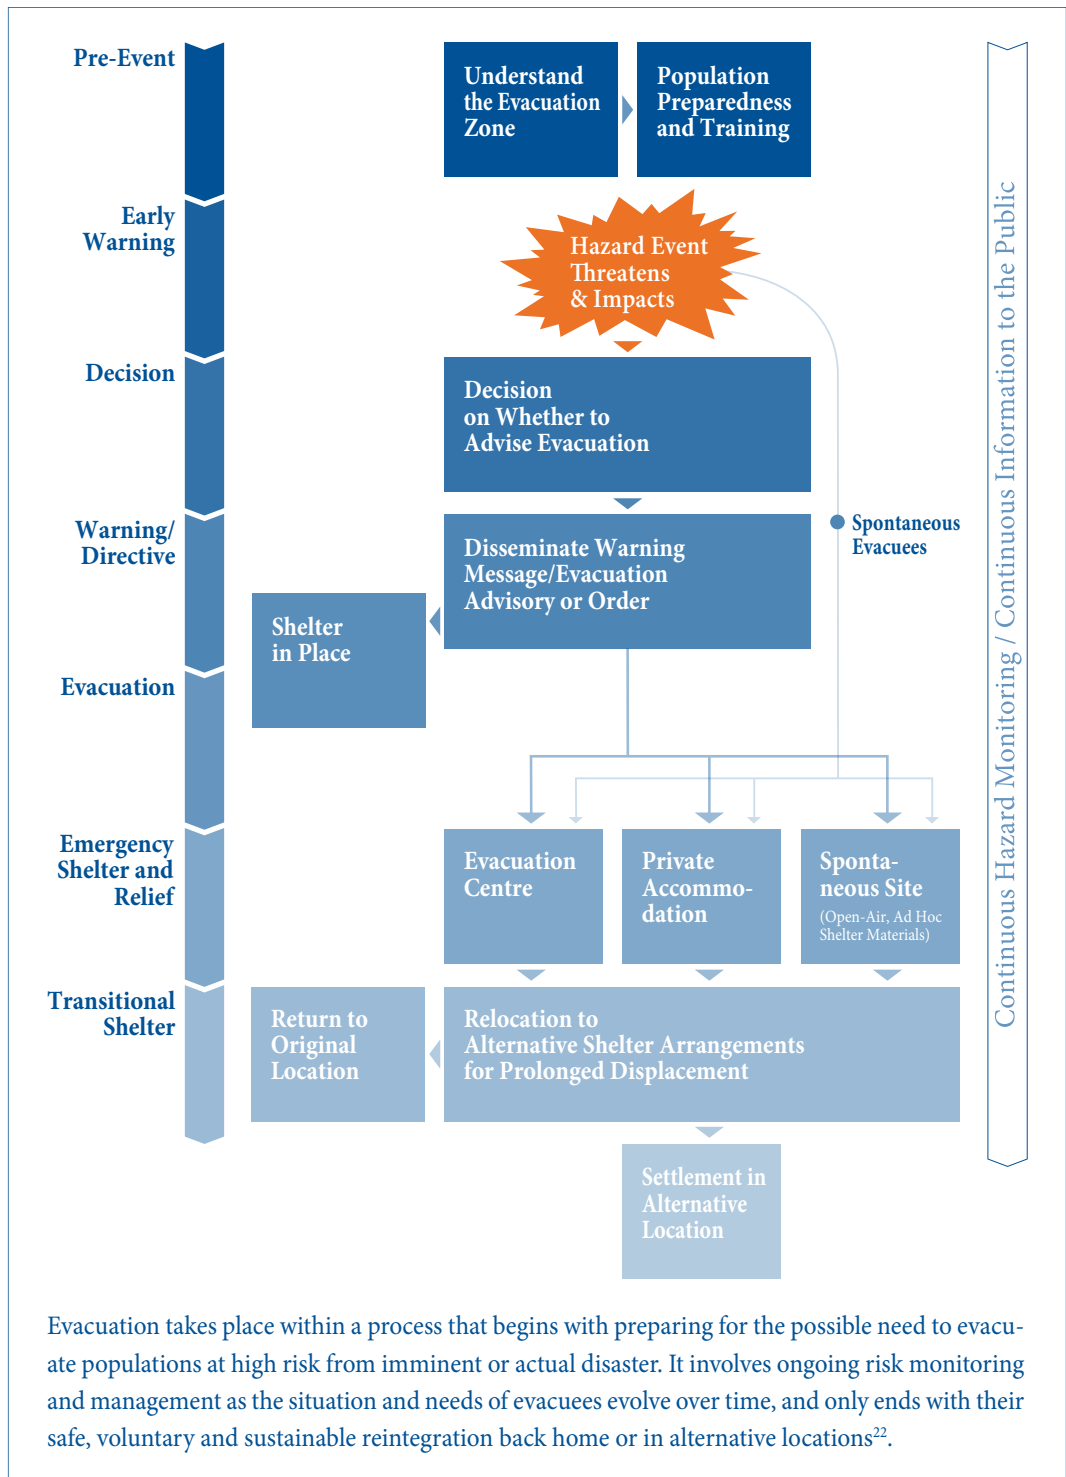 Pre-Event
Understand
the Evacuation
Zone
Population
Preparedness
and Training
Early
Warning
Hazard Event
Threatens
& Impacts
Decision
Decision
on Whether to
Advise Evacuation
Warning/
Directive
Disseminate Warning
Message/Evacuation
Advisory or Order
Spontaneous
Evacuees
Shelter
in Place
Evacuation
Emergency
Shelter and
Relief
Evacuation
Centre
Private
Accommo-
dation
Sponta-
neous Site
(Open-Air, Ad Hoc
Shelter Materials)
Transitional
Shelter
Return to
Original
Location
Relocation to
Alternative Shelter Arrangements
for Prolonged Displacement
Settlement in
Alternative
Location
Continuous Hazard Monitoring / Continuous Information to the Public
Evacuation takes place within a process that begins with preparing for the possible need to evacu-
ate populations at high risk from imminent or actual disaster. It involves ongoing risk monitoring
and management as the situation and needs of evacuees evolve over time, and only ends with their
safe, voluntary and sustainable reintegration back home or in alternative locations²².